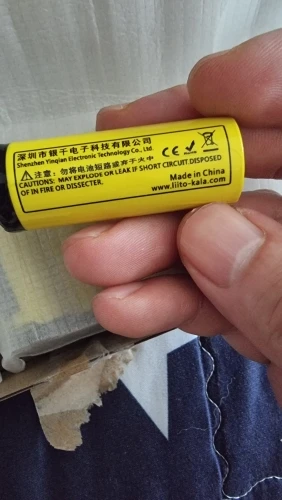 深圳市银千电子科技有限公司
Shenzhen Yinqian Electronic Technology Co., Ltd.
CE
注意：勿将电池短路或弃于火中
CAUTIONS: MAY EXPLODE OR LEAK IF SHORT CIRCUIT.DISPOSED
OF IN FIRE OR DISSECTER.
Made in China
www.liito-kala.com